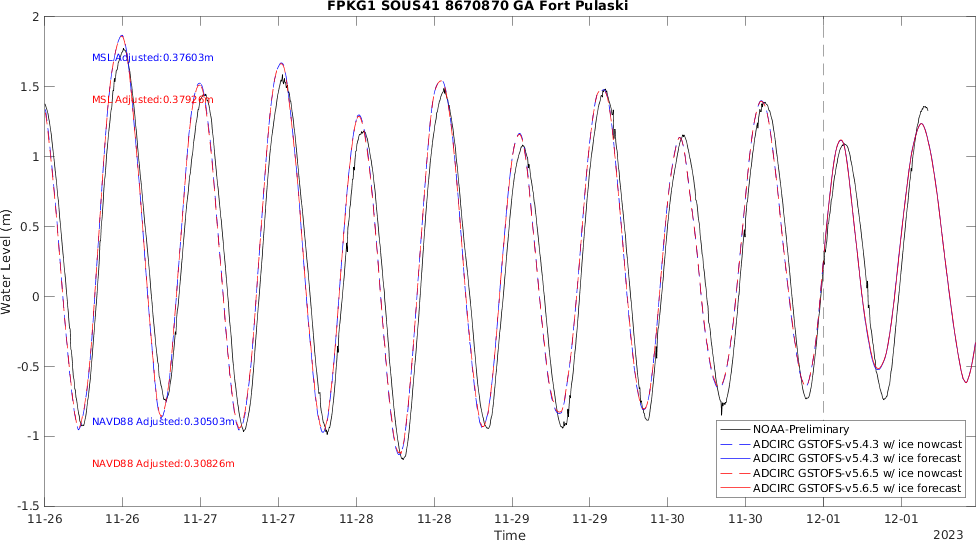 FPKG1 SOUS41 8670870 GA Fort Pulaski
Water Level (m)
2
1.5
1
0.5
0
-0.5
-1
-1.5
MSL Adjusted:0.37603m
MSL Adjusted:0.37926m
NAVD88 Adjusted:0.30503m
NAVD88 Adjusted:0.30826m
NOAA-Preliminary
ADCIRC GSTOFS-v5.4.3 w/ ice nowcast
ADCIRC GSTOFS-v5.4.3 w/ ice forecast
ADCIRC GSTOFS-v5.6.5 w/ ice nowcast
ADCIRC GSTOFS-v5.6.5 w/ ice forecast
11-26 11-26 11-27 11-27 11-28 11-28 11-29 11-29 11-30 11-30 12-01 12-01
Time
2023